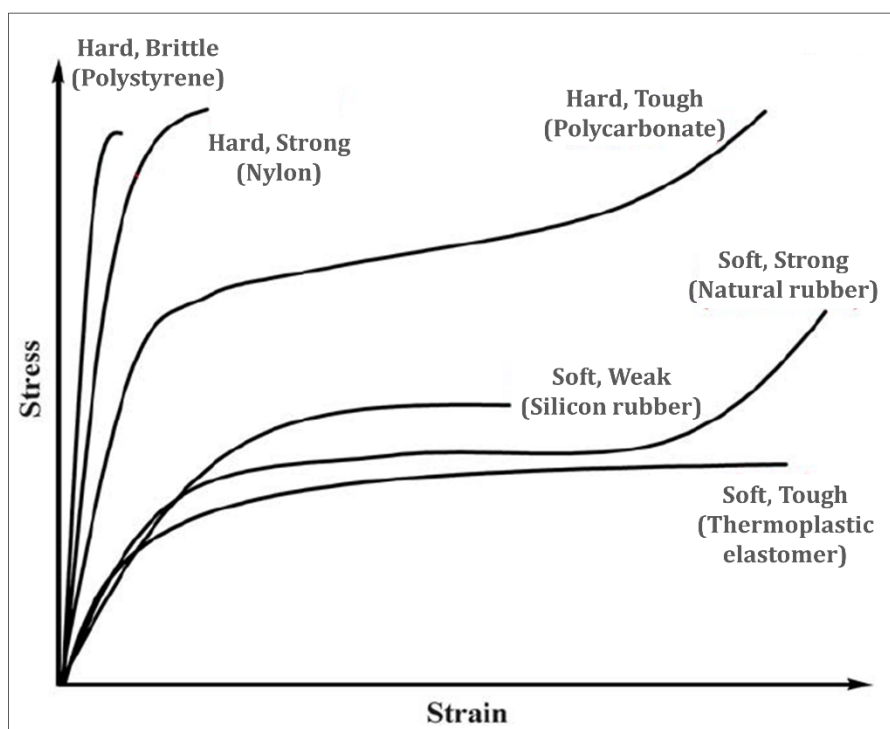 Hard, Brittle
(Polystyrene)
Hard, Strong
(Nylon)
Hard, Tough
(Polycarbonate)
Soft, Strong
(Natural rubber)
Soft, Weak
(Silicon rubber)
Soft, Tough
(Thermoplastic
elastomer)
Stress
Strain